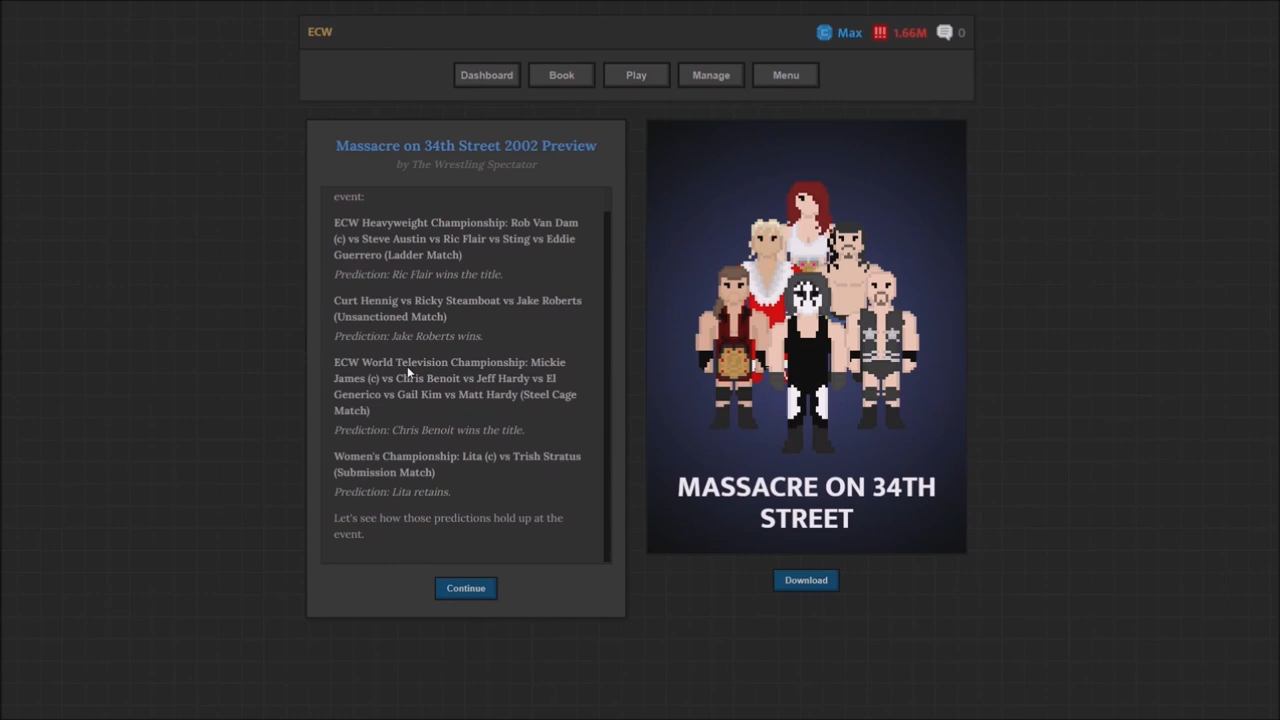 ECW
Max
1.66M
0
Dashboard
Book
Play
Manage
Menu
Massacre on 34th Street 2002 Preview
by The Wrestling Spectator
event:
ECW Heavyweight Championship: Rob Van Dam
(c) vs Steve Austin vs Ric Flair vs Sting vs Eddie
Guerrero (Ladder Match)
Prediction: Ric Flair wins the title.
Curt Hennig vs Ricky Steamboat vs Jake Roberts
(Unsanctioned Match)
Prediction: Jake Roberts wins.
ECW World Television Championship: Mickie
James (c) vs Chris Benoit vs Jeff Hardy vs El
Generico vs Gail Kim vs Matt Hardy (Steel Cage
Match)
Prediction: Chris Benoit wins the title.
Women's Championship: Lita (c) vs Trish Stratus
(Submission Match)
Prediction: Lita retains.
Let's see how those predictions hold up at the
event.
Continue
MASSACRE ON 34TH
STREET
Download